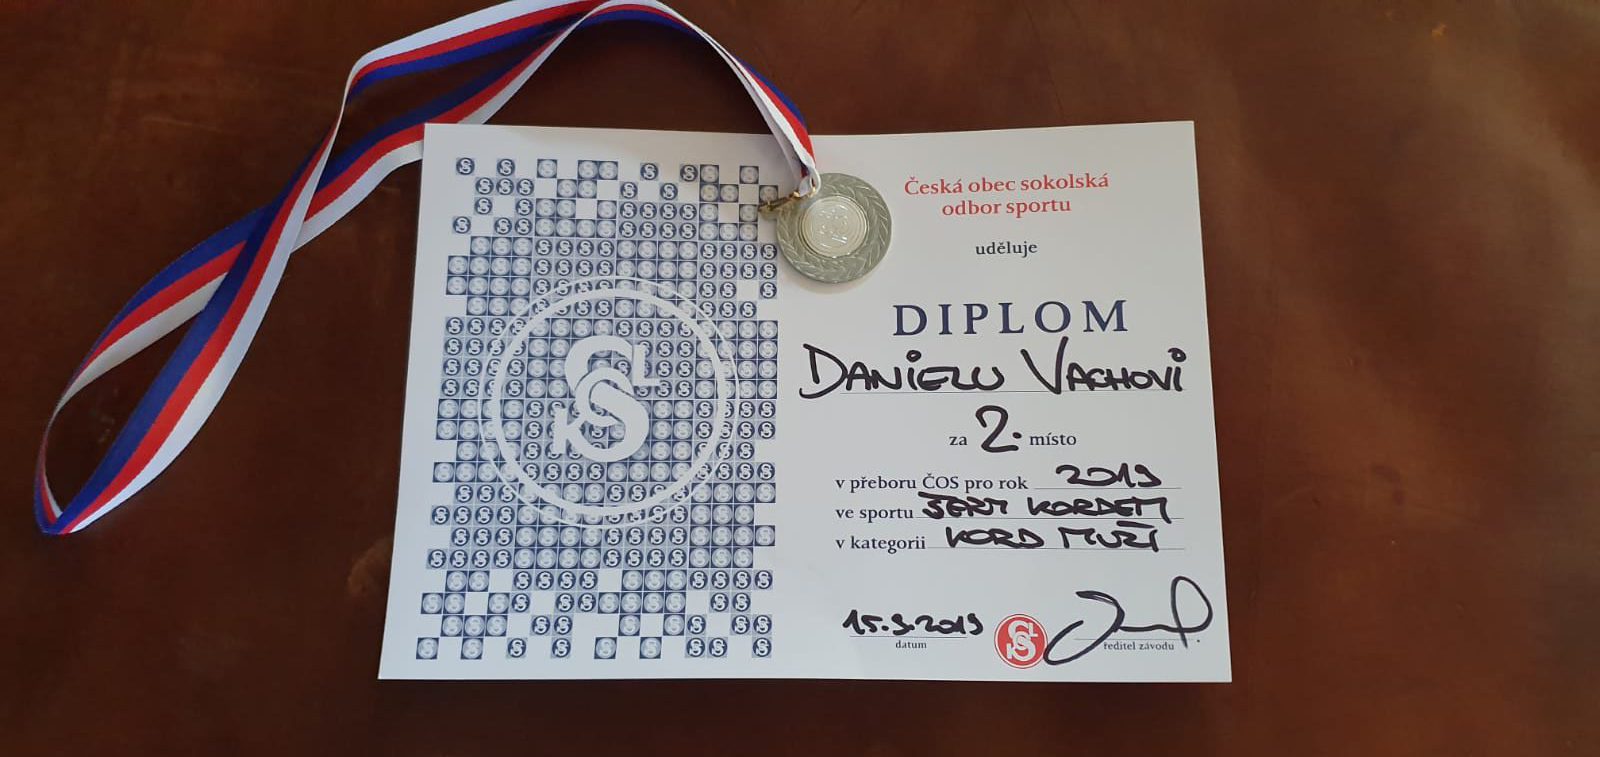 Česká obec sokolská
odbor sportu
uděluje
DIPLOM
DANIELU VACHOVI
za 2. místo
v přeboru ČOS pro rok 2019
ve sportu ŠERM KORDEM
v kategorii KORD MUŽI
15.9.2019
datum
ředitel závodu